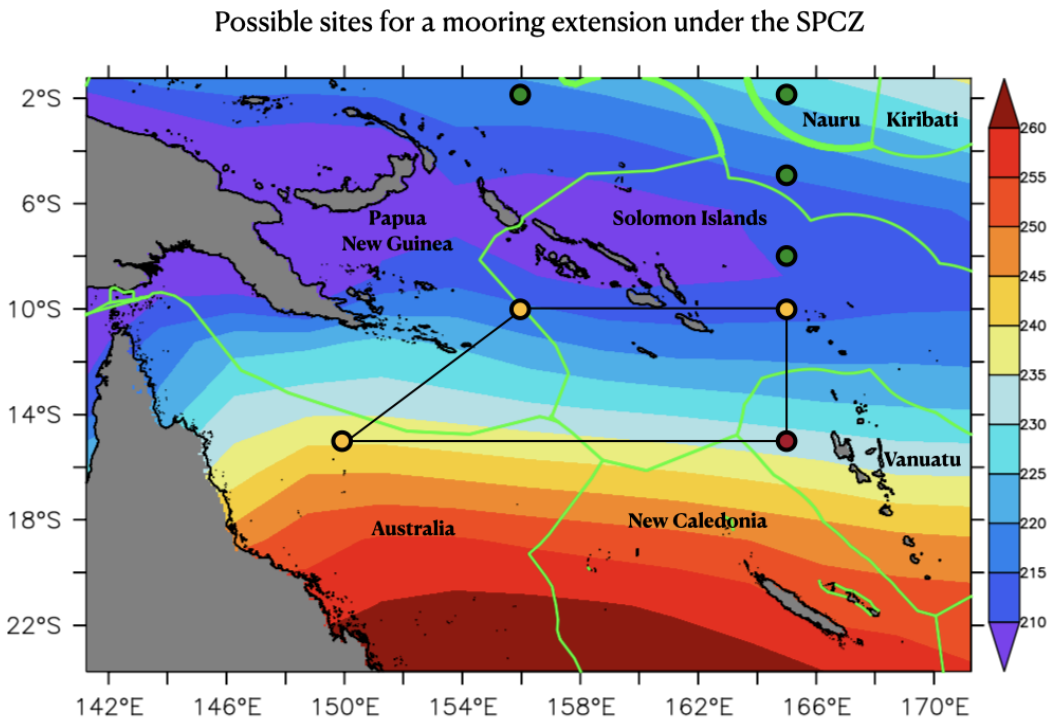 Possible sites for a mooring extension under the SPCZ
2°S
6°S
10°S
14°S
18°S
22°S
Nauru
Kiribati
Papua
New Guinea
Solomon Islands
Vanuatu
Australia
New Caledonia
142°E
146°E
150°E
154°E
158°E
162°E
166°E
170°E
260
255
250
245
240
235
230
225
220
215
210